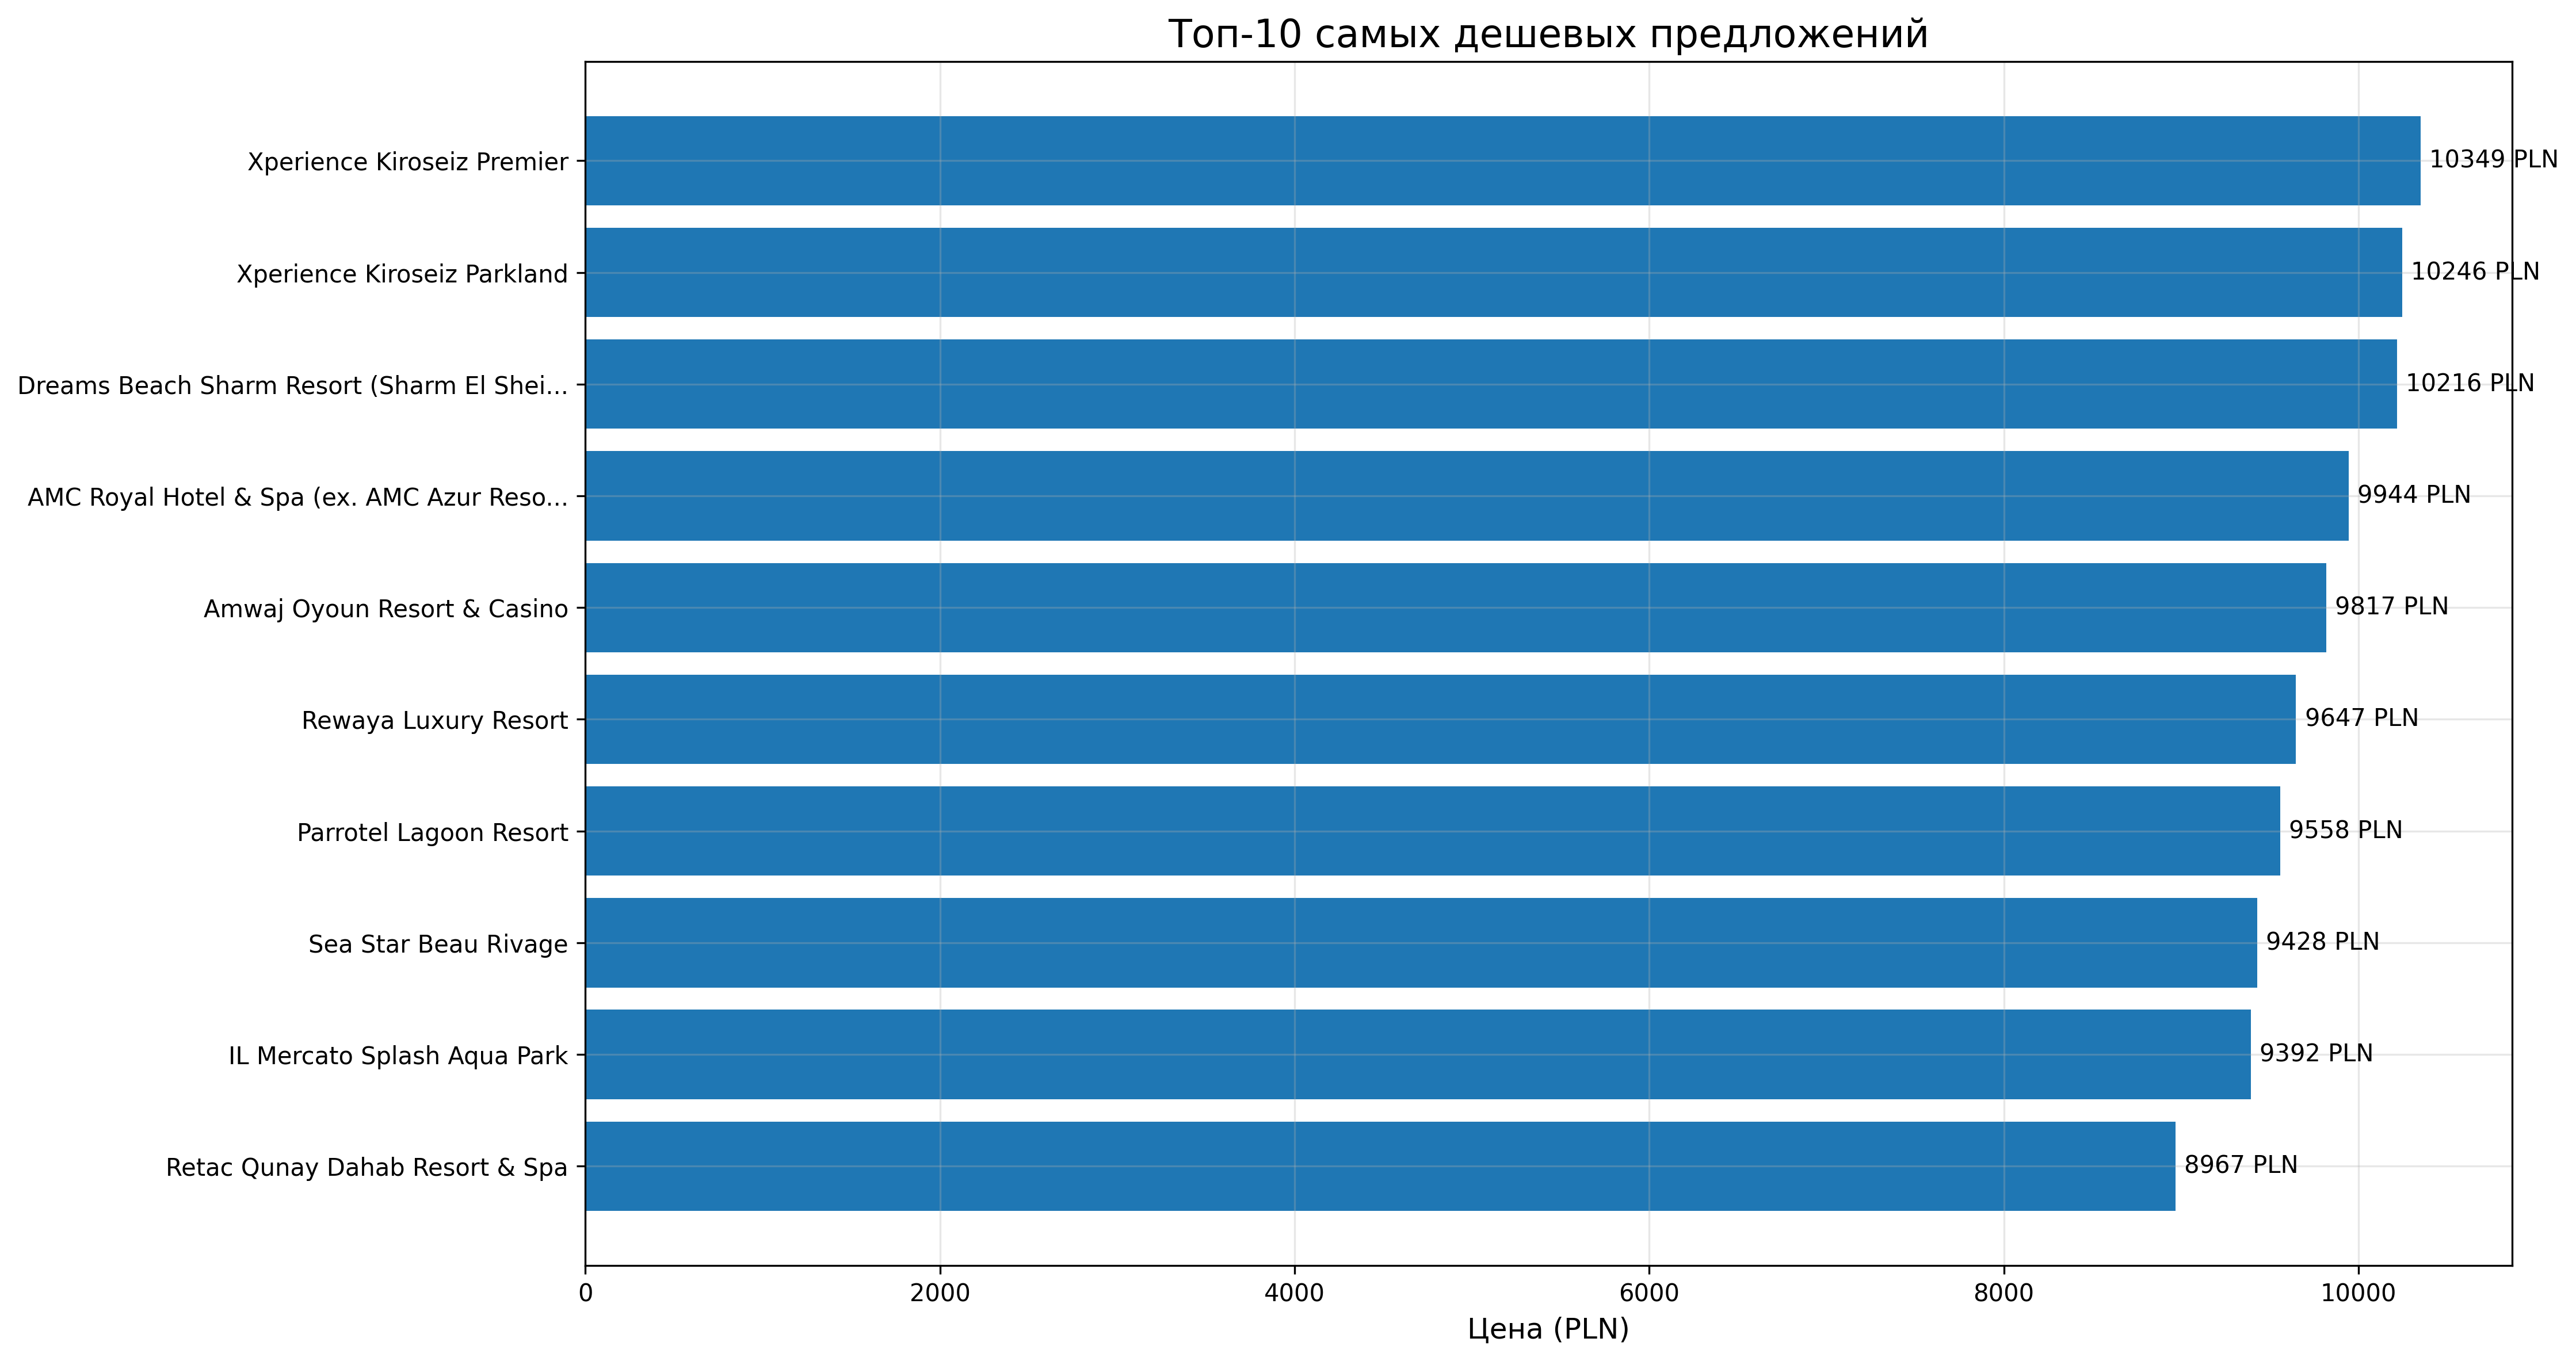 Топ-10 самых дешевых предложений
Xperience Kiroseiz Premier 10349 PLN
Xperience Kiroseiz Parkland 10246 PLN
Dreams Beach Sharm Resort (Sharm El Shei... 10216 PLN
AMC Royal Hotel & Spa (ex. AMC Azur Reso... 9944 PLN
Amwaj Oyoun Resort & Casino 9817 PLN
Rewaya Luxury Resort 9647 PLN
Parrotel Lagoon Resort 9558 PLN
Sea Star Beau Rivage 9428 PLN
IL Mercato Splash Aqua Park 9392 PLN
Retac Qunay Dahab Resort & Spa 8967 PLN
0 2000 4000 6000 8000 10000
Цена (PLN)